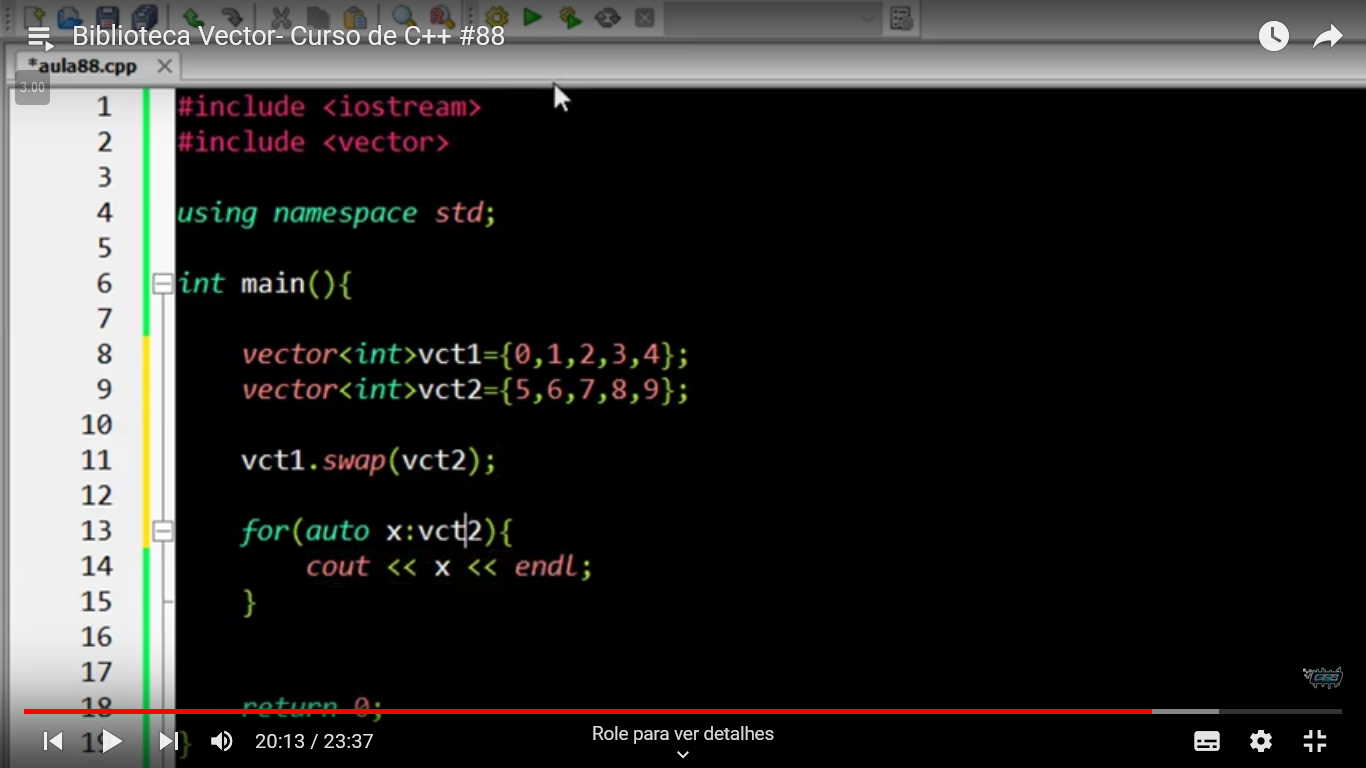 Biblioteca Vector- Curso de C++ #88
*aula88.cpp
3.00
1 #include <iostream>
2 #include <vector>
3
4 using namespace std;
5
6 int main(){
7
8 vector<int>vct1={0,1,2,3,4};
9 vector<int>vct2={5,6,7,8,9};
10
11 vct1.swap(vct2);
12
13 for(auto x:vct2){
14 cout << x << endl;
15 }
16
17
18 return 0;
19 }
CFB
20:13 / 23:37
Role para ver detalhes